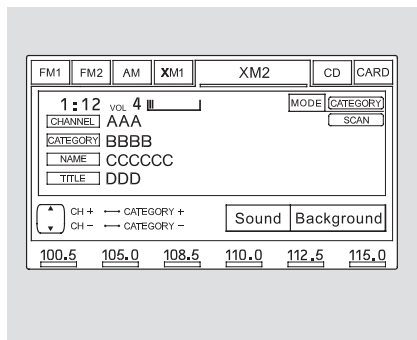 FM1 FM2 AM XM1 XM2 CD CARD
1:12 VOL 4 MODE CATEGORY
CHANNEL AAA SCAN
CATEGORY BBBB
NAME CCCCCC
TITLE DDD
CH + CATEGORY +
CH − CATEGORY −
Sound Background
100.5 105.0 108.5 110.0 112.5 115.0